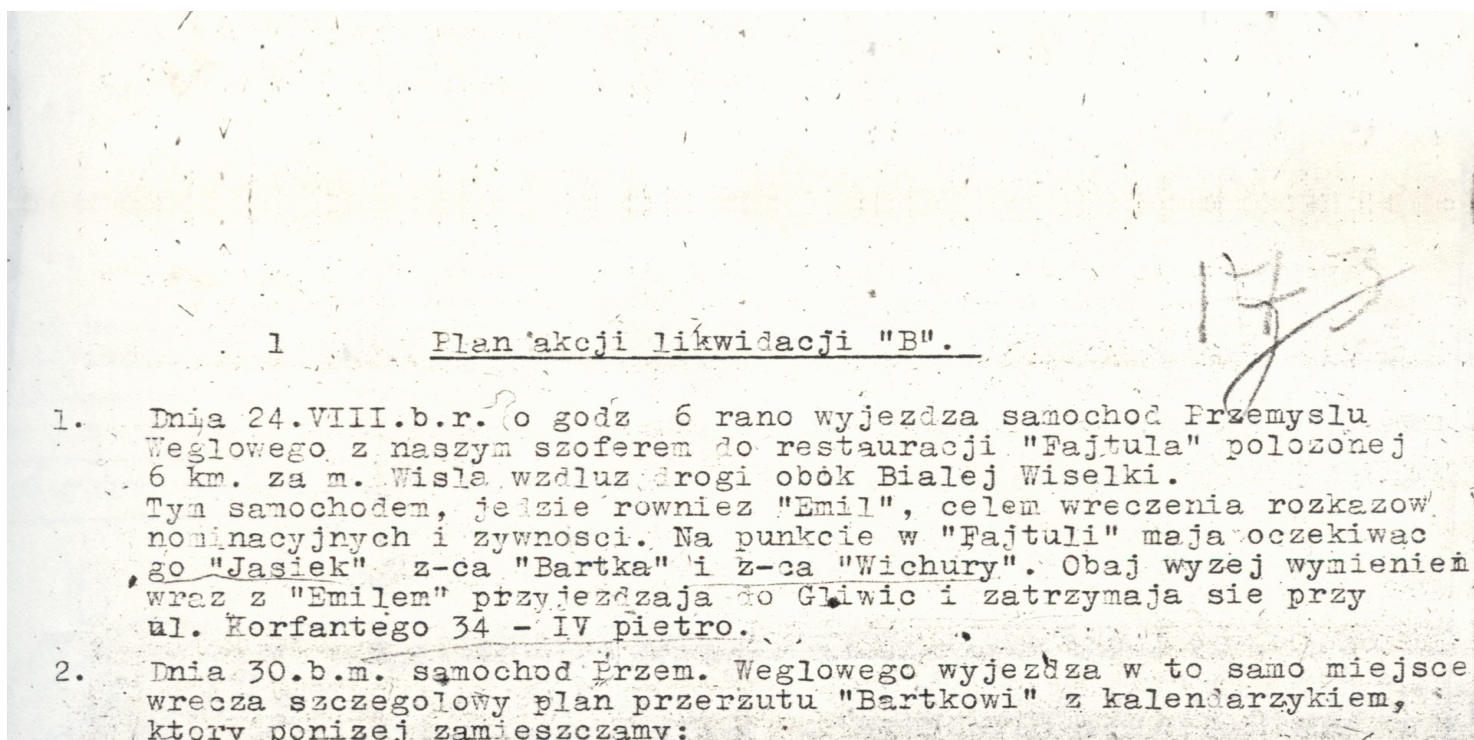 1 Plan akcji likwidacji "B".
1. Dnia 24.VIII.b.r. o godz 6 rano wyjezdza samochod Przemyslu
Weglowego z naszym szoferem do restauracji "Fajtula" polozonej
6 km. za m. Wisla wzdluz drogi obok Bialej Wiselki.
Tym samochodem, jedzie rowniez "Emil", celem wreczenia rozkazow
nominacyjnych i zywnosci. Na punkcie w "Fajtuli" maja oczekiwac
go "Jasiek" z-ca "Bartka" i z-ca "Wichury". Obaj wyzej wymienien
wraz z "Emilem" przyjezdzaja do Gliwic i zatrzymaja sie przy
ul. Korfantego 34 - IV pietro.
2. Dnia 30.b.m. samochod Przem. Weglowego wyjezdza w to samo miejsce
wrecza szczegolowy plan przerzutu "Bartkowi" z kalendarzykiem,
ktory ponizej zamieszczamy: